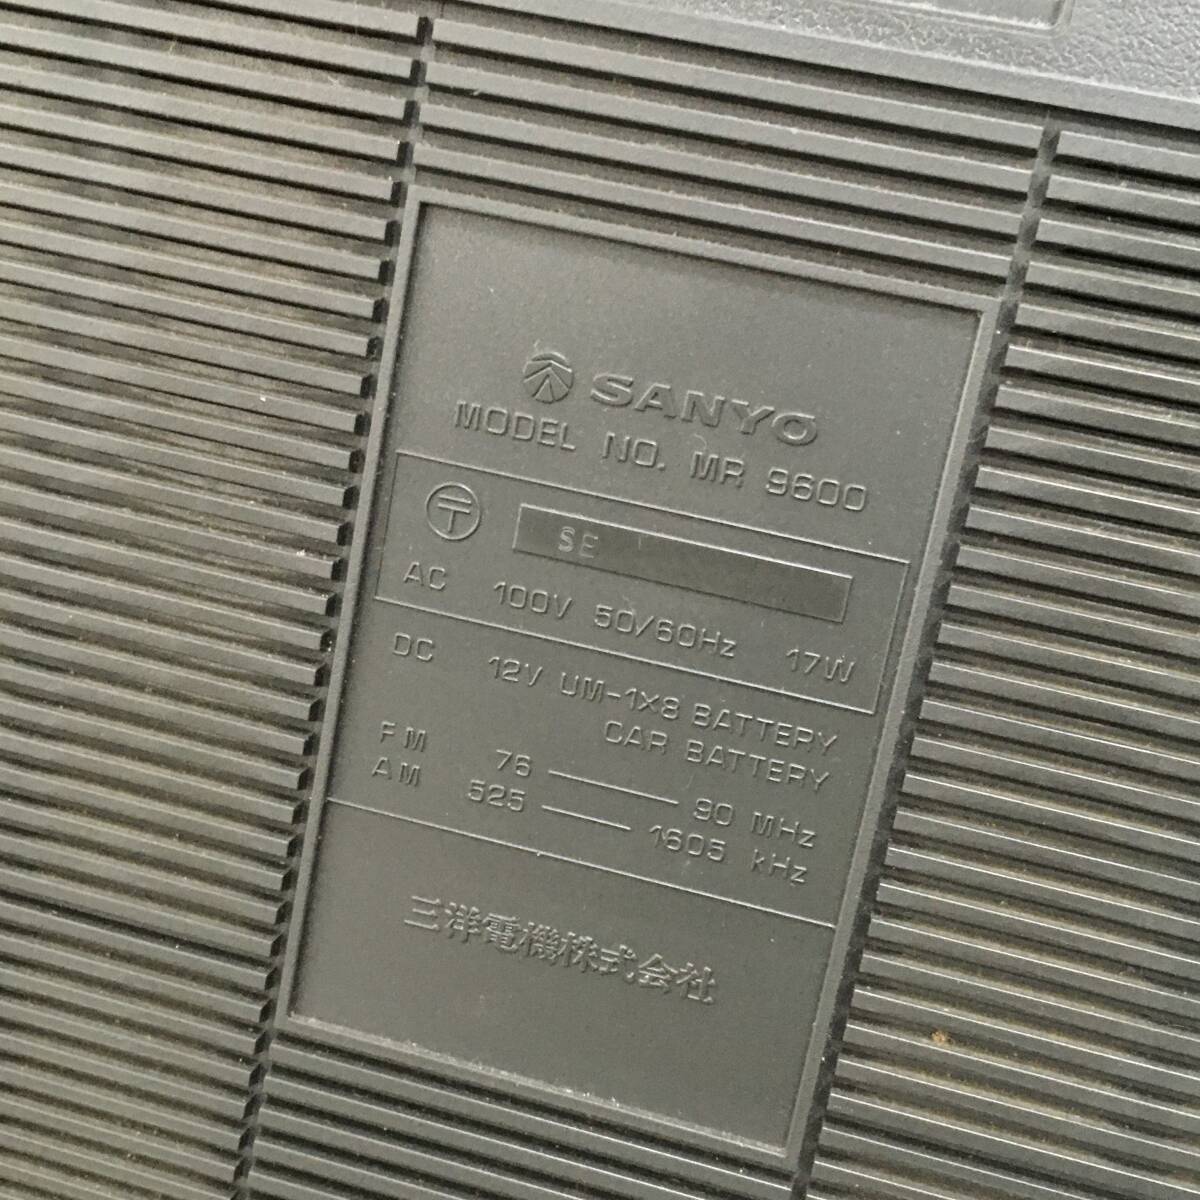 SANYO
MODEL NO. MR 9600
〒 SE
AC 100V 50/60Hz 17W
DC 12V UM-1×8 BATTERY
CAR BATTERY
FM 76 — 90 MHz
AM 525 — 1605 kHz
三洋電機株式会社